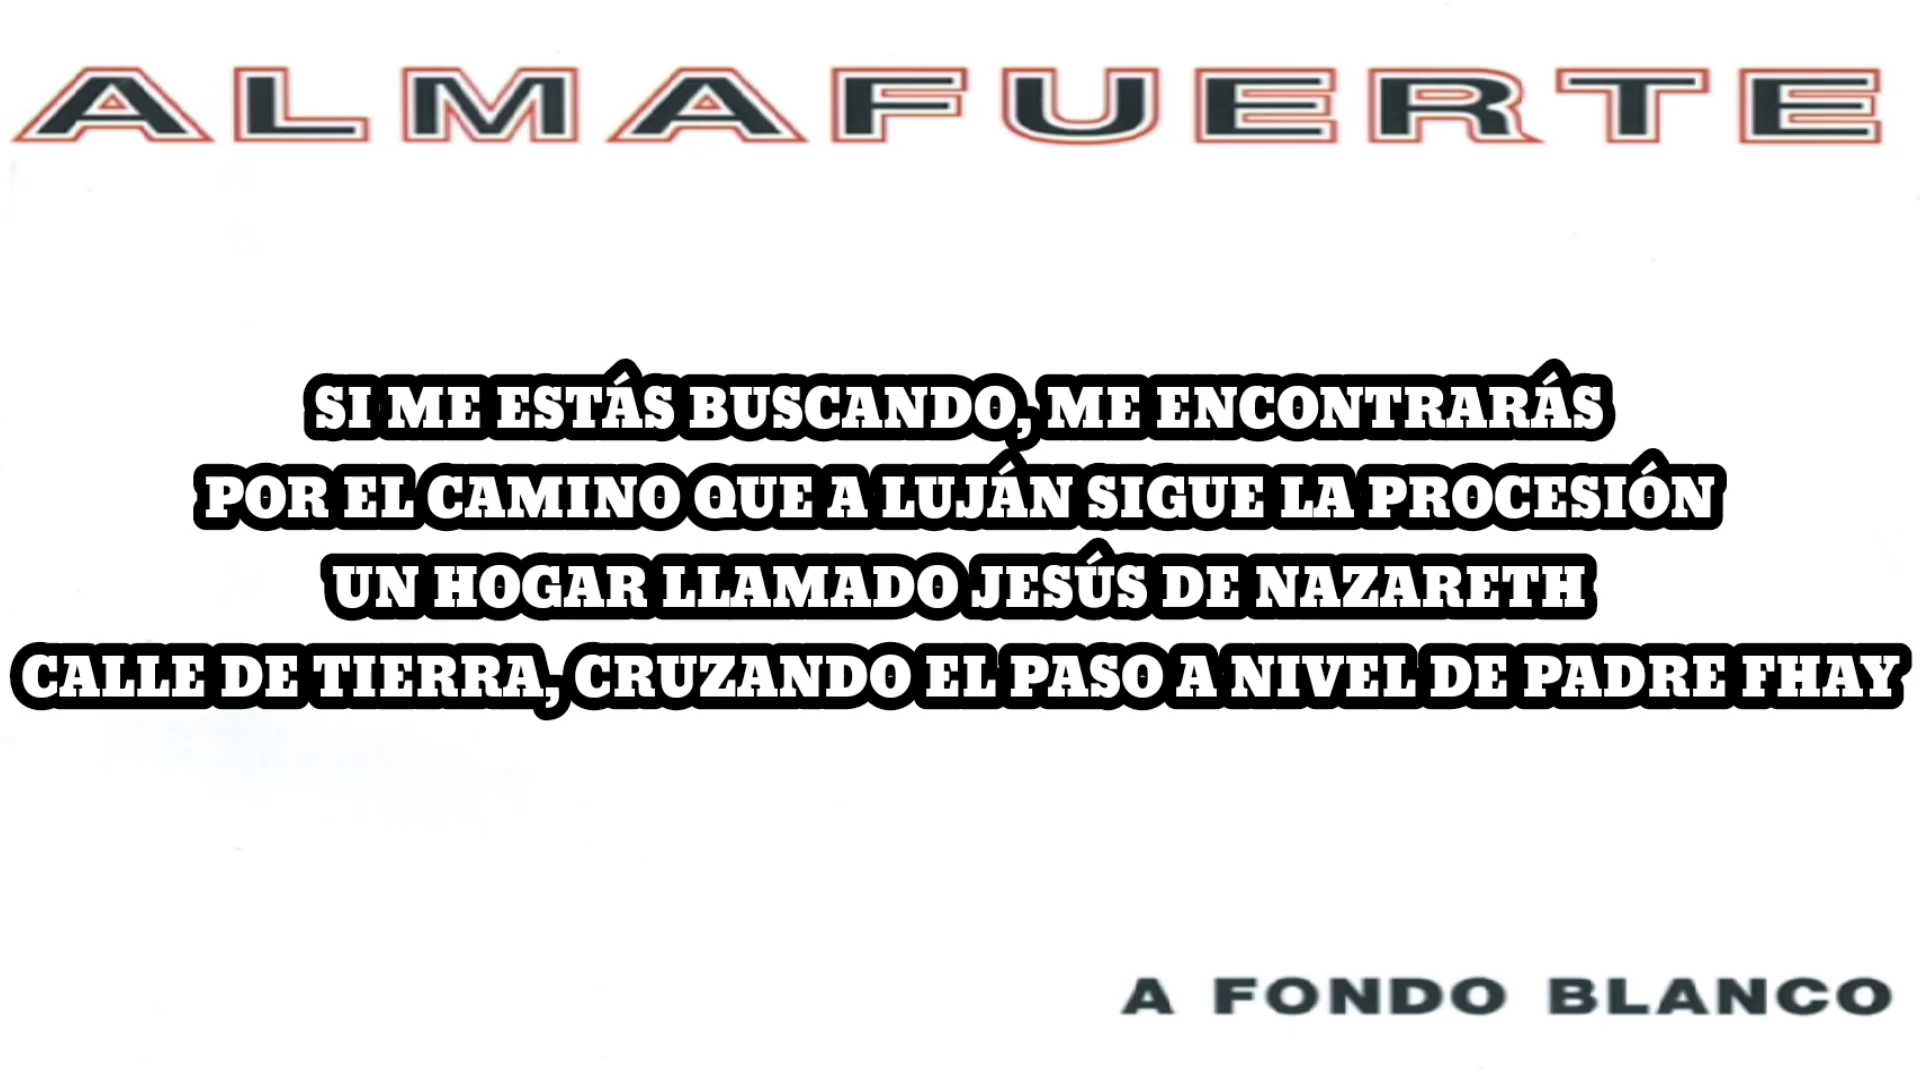 ALMAFUERTE
SI ME ESTÁS BUSCANDO, ME ENCONTRARÁS
POR EL CAMINO QUE A LUJÁN SIGUE LA PROCESIÓN
UN HOGAR LLAMADO JESÚS DE NAZARETH
CALLE DE TIERRA, CRUZANDO EL PASO A NIVEL DE PADRE FHAY
A FONDO BLANCO